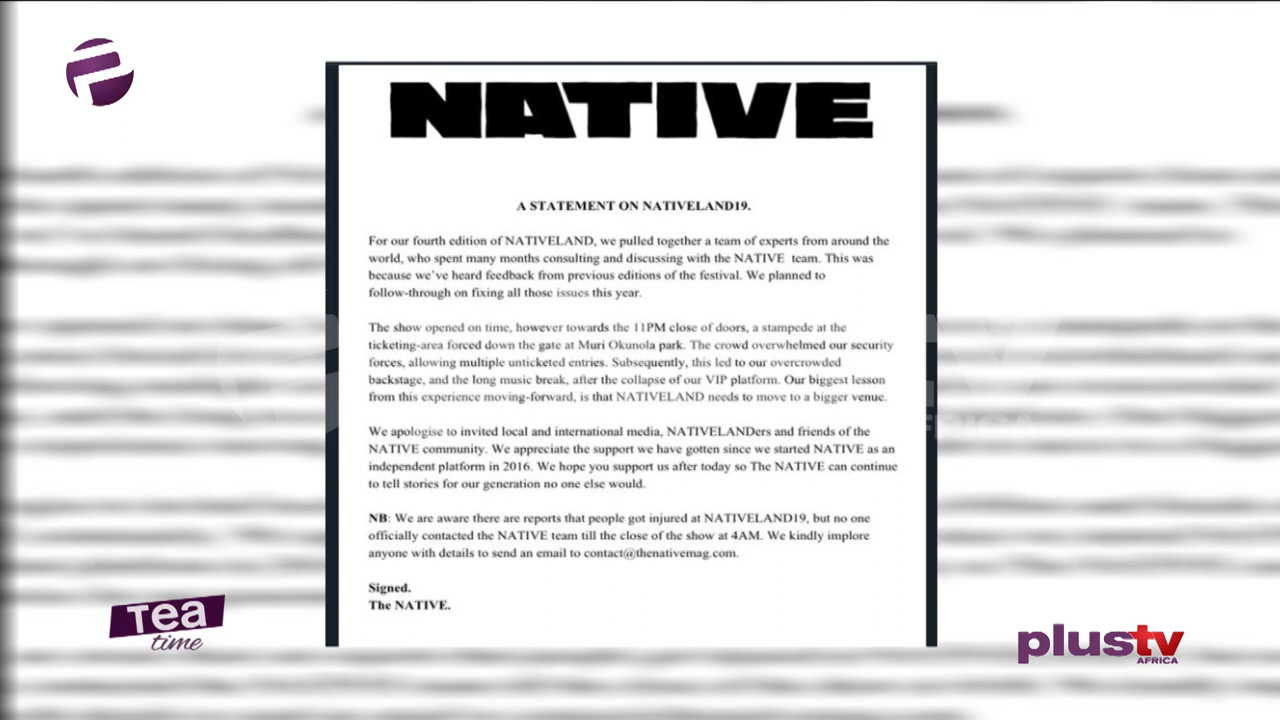 NATIVE
A STATEMENT ON NATIVELAND19.
For our fourth edition of NATIVELAND, we pulled together a team of experts from around the
world, who spent many months consulting and discussing with the NATIVE team. This was
because we've heard feedback from previous editions of the festival. We planned to
follow-through on fixing all those issues this year.
The show opened on time, however towards the 11PM close of doors, a stampede at the
ticketing-area forced down the gate at Muri Okunola park. The crowd overwhelmed our security
forces, allowing multiple unticketed entries. Subsequently, this led to our overcrowded
backstage, and the long music break, after the collapse of our VIP platform. Our biggest lesson
from this experience moving-forward, is that NATIVELAND needs to move to a bigger venue.
We apologise to invited local and international media, NATIVELANDers and friends of the
NATIVE community. We appreciate the support we have gotten since we started NATIVE as an
independent platform in 2016. We hope you support us after today so The NATIVE can continue
to tell stories for our generation no one else would.
NB: We are aware there are reports that people got injured at NATIVELAND19, but no one
officially contacted the NATIVE team till the close of the show at 4AM. We kindly implore
anyone with details to send an email to contact@thenativemag.com.
Signed.
The NATIVE.
Tea
time
plustv
AFRICA